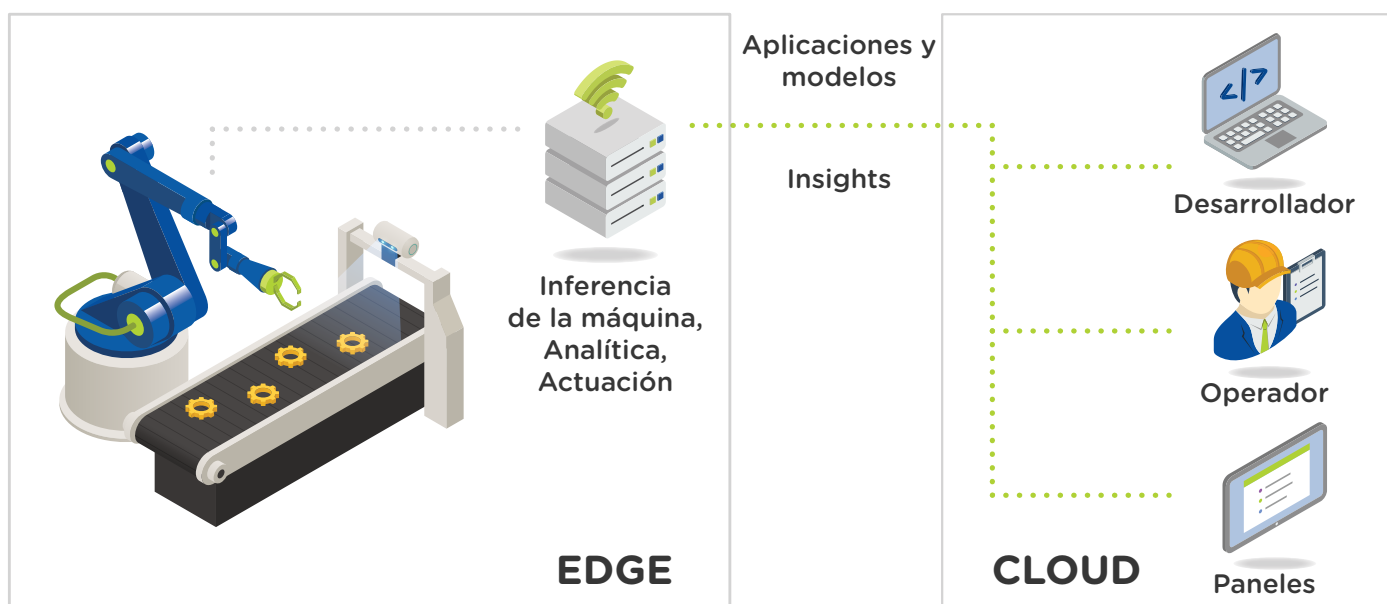 Aplicaciones y
modelos
Insights
Inferencia
de la máquina,
Analítica,
Actuación
EDGE
</>
Desarrollador
Operador
Paneles
CLOUD